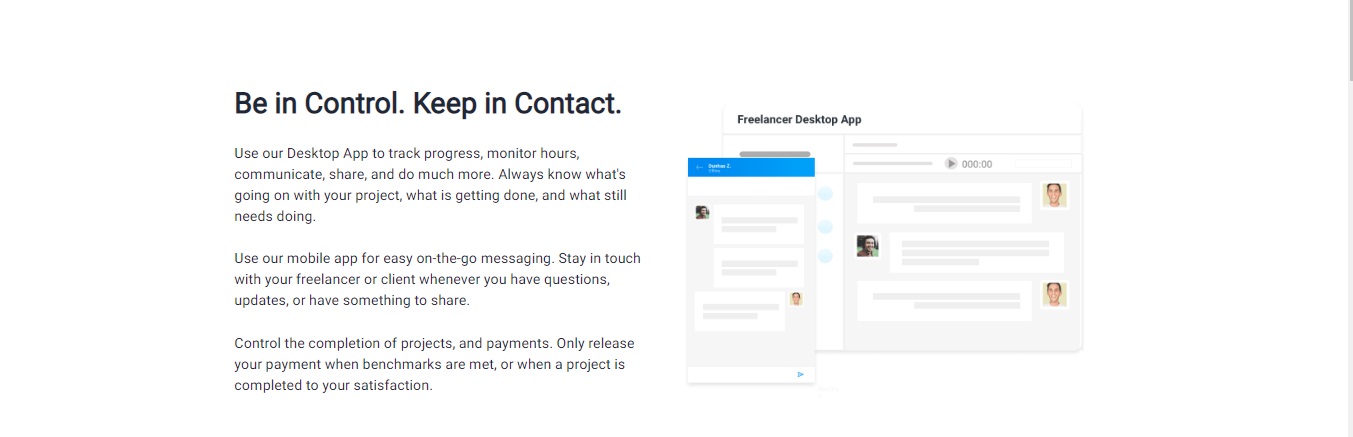 Be in Control. Keep in Contact.
Use our Desktop App to track progress, monitor hours,
communicate, share, and do much more. Always know what's
going on with your project, what is getting done, and what still
needs doing.
Use our mobile app for easy on-the-go messaging. Stay in touch
with your freelancer or client whenever you have questions,
updates, or have something to share.
Control the completion of projects, and payments. Only release
your payment when benchmarks are met, or when a project is
completed to your satisfaction.
Freelancer Desktop App
000:00